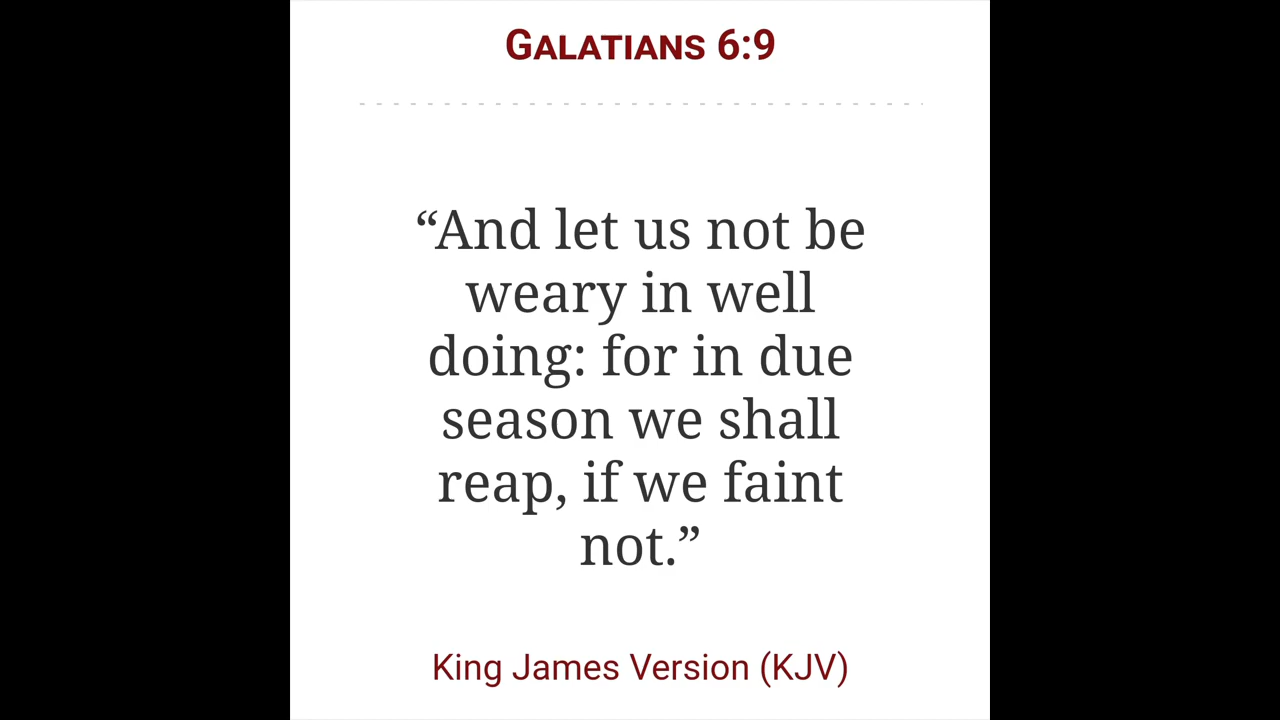 GALATIANS 6:9
“And let us not be
weary in well
doing: for in due
season we shall
reap, if we faint
not.”
King James Version (KJV)